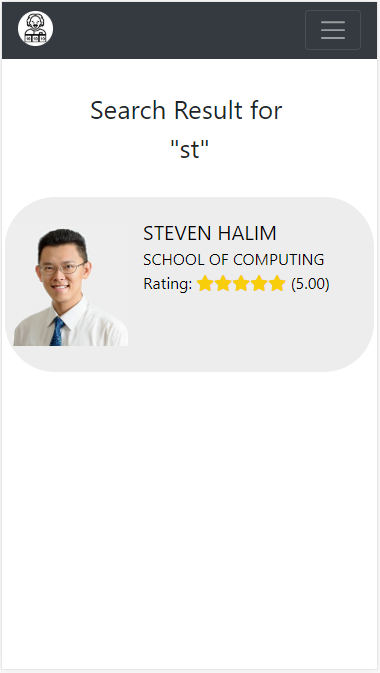 Search Result for
"st"
STEVEN HALIM
SCHOOL OF COMPUTING
Rating: ★★★★★ (5.00)